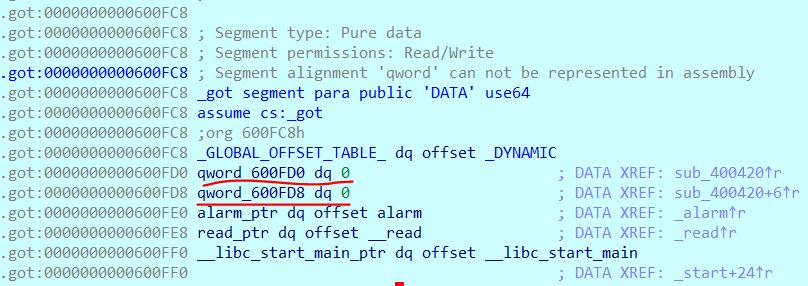 .got:0000000000600FC8
.got:0000000000600FC8 ; Segment type: Pure data
.got:0000000000600FC8 ; Segment permissions: Read/Write
.got:0000000000600FC8 ; Segment alignment 'qword' can not be represented in assembly
.got:0000000000600FC8 _got segment para public 'DATA' use64
.got:0000000000600FC8 assume cs:_got
.got:0000000000600FC8 ;org 600FC8h
.got:0000000000600FC8 _GLOBAL_OFFSET_TABLE_ dq offset _DYNAMIC
.got:0000000000600FD0 qword_600FD0 dq 0 ; DATA XREF: sub_400420↑r
.got:0000000000600FD8 qword_600FD8 dq 0 ; DATA XREF: sub_400420+6↑r
.got:0000000000600FE0 alarm_ptr dq offset alarm ; DATA XREF: _alarm↑r
.got:0000000000600FE8 read_ptr dq offset __read ; DATA XREF: _read↑r
.got:0000000000600FF0 __libc_start_main_ptr dq offset __libc_start_main
.got:0000000000600FF0 ; DATA XREF: _start+24↑r